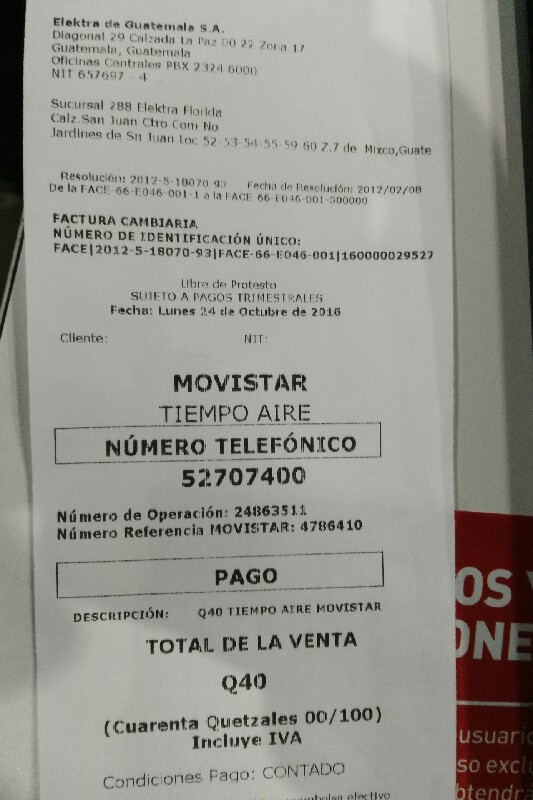 Elektra de Guatemala S.A.
Diagonal 29 Calzada La Paz 00 22 Zona 17
Guatemala, Guatemala
Oficinas Centrales PBX 2324 6000
NIT 657697 - 4
Sucursal 288 Elektra Florida
Calz.San Juan Ctro Com No
Jardines de Sn Juan Loc 52-53-54-55-59 60 Z.7 de Mixco,Guate
Resolución: 2012-5-18070-93 Fecha de Resolución: 2012/02/08
De la FACE-66-E046-001-1 a la FACE 66-E046-001-500000
FACTURA CAMBIARIA
NÚMERO DE IDENTIFICACIÓN ÚNICO:
FACE|2012-5-18070-93|FACE-66-E046-001|160000029527
Libre de Protesto
SUJETO A PAGOS TRIMESTRALES
Fecha: Lunes 24 de Octubre de 2016
Cliente: NIT:
MOVISTAR
TIEMPO AIRE
NÚMERO TELEFÓNICO
52707400
Número de Operación: 24863511
Número Referencia MOVISTAR: 4786410
PAGO
DESCRIPCIÓN: Q40 TIEMPO AIRE MOVISTAR
TOTAL DE LA VENTA
Q40
(Cuarenta Quetzales 00/100)
Incluye IVA
Condiciones Pago: CONTADO
efectivo
OS
ONE
usuario
so exclu
btendrá